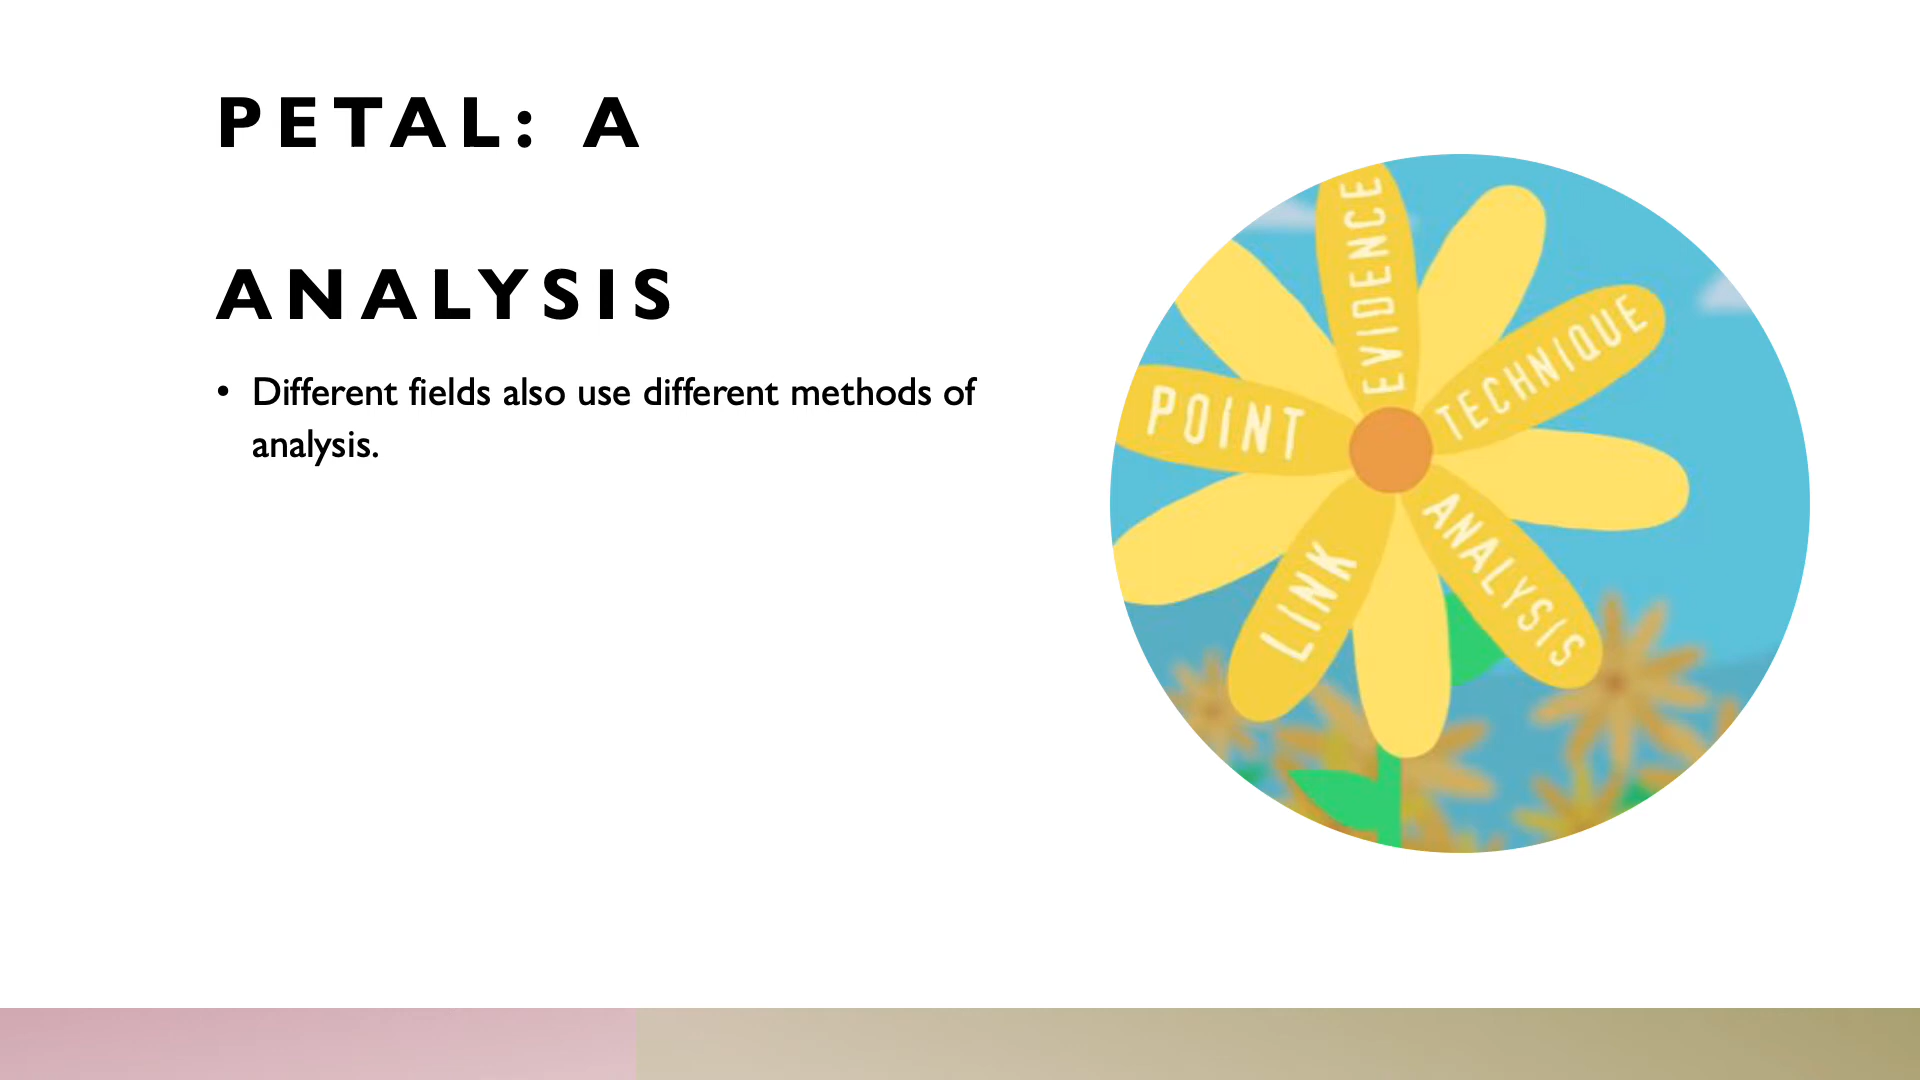 PETAL: A
ANALYSIS
• Different fields also use different methods of
analysis.
EVIDENCE
TECHNIQUE
POINT
ANALYSIS
LINK